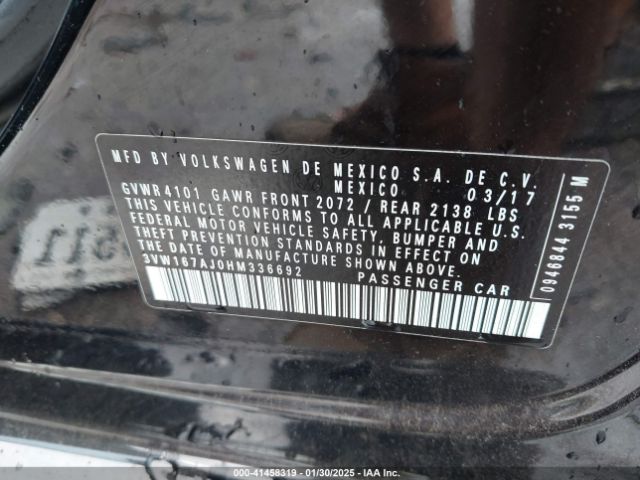 MFD BY VOLKSWAGEN DE MEXICO S.A. DE C.V.
MEXICO 03/17
GVWR 4101 GAWR FRONT 2072 / REAR 2138 LBS
THIS VEHICLE CONFORMS TO ALL APPLICABLE U.S.
FEDERAL MOTOR VEHICLE SAFETY, BUMPER AND
THEFT PREVENTION STANDARDS IN EFFECT ON
THE DATE OF MANUFACTURE SHOWN ABOVE.
3VW167AJ0HM336692 PASSENGER CAR
0946844 3155 M
000-41458319 - 01/30/2025 - IAA Inc.